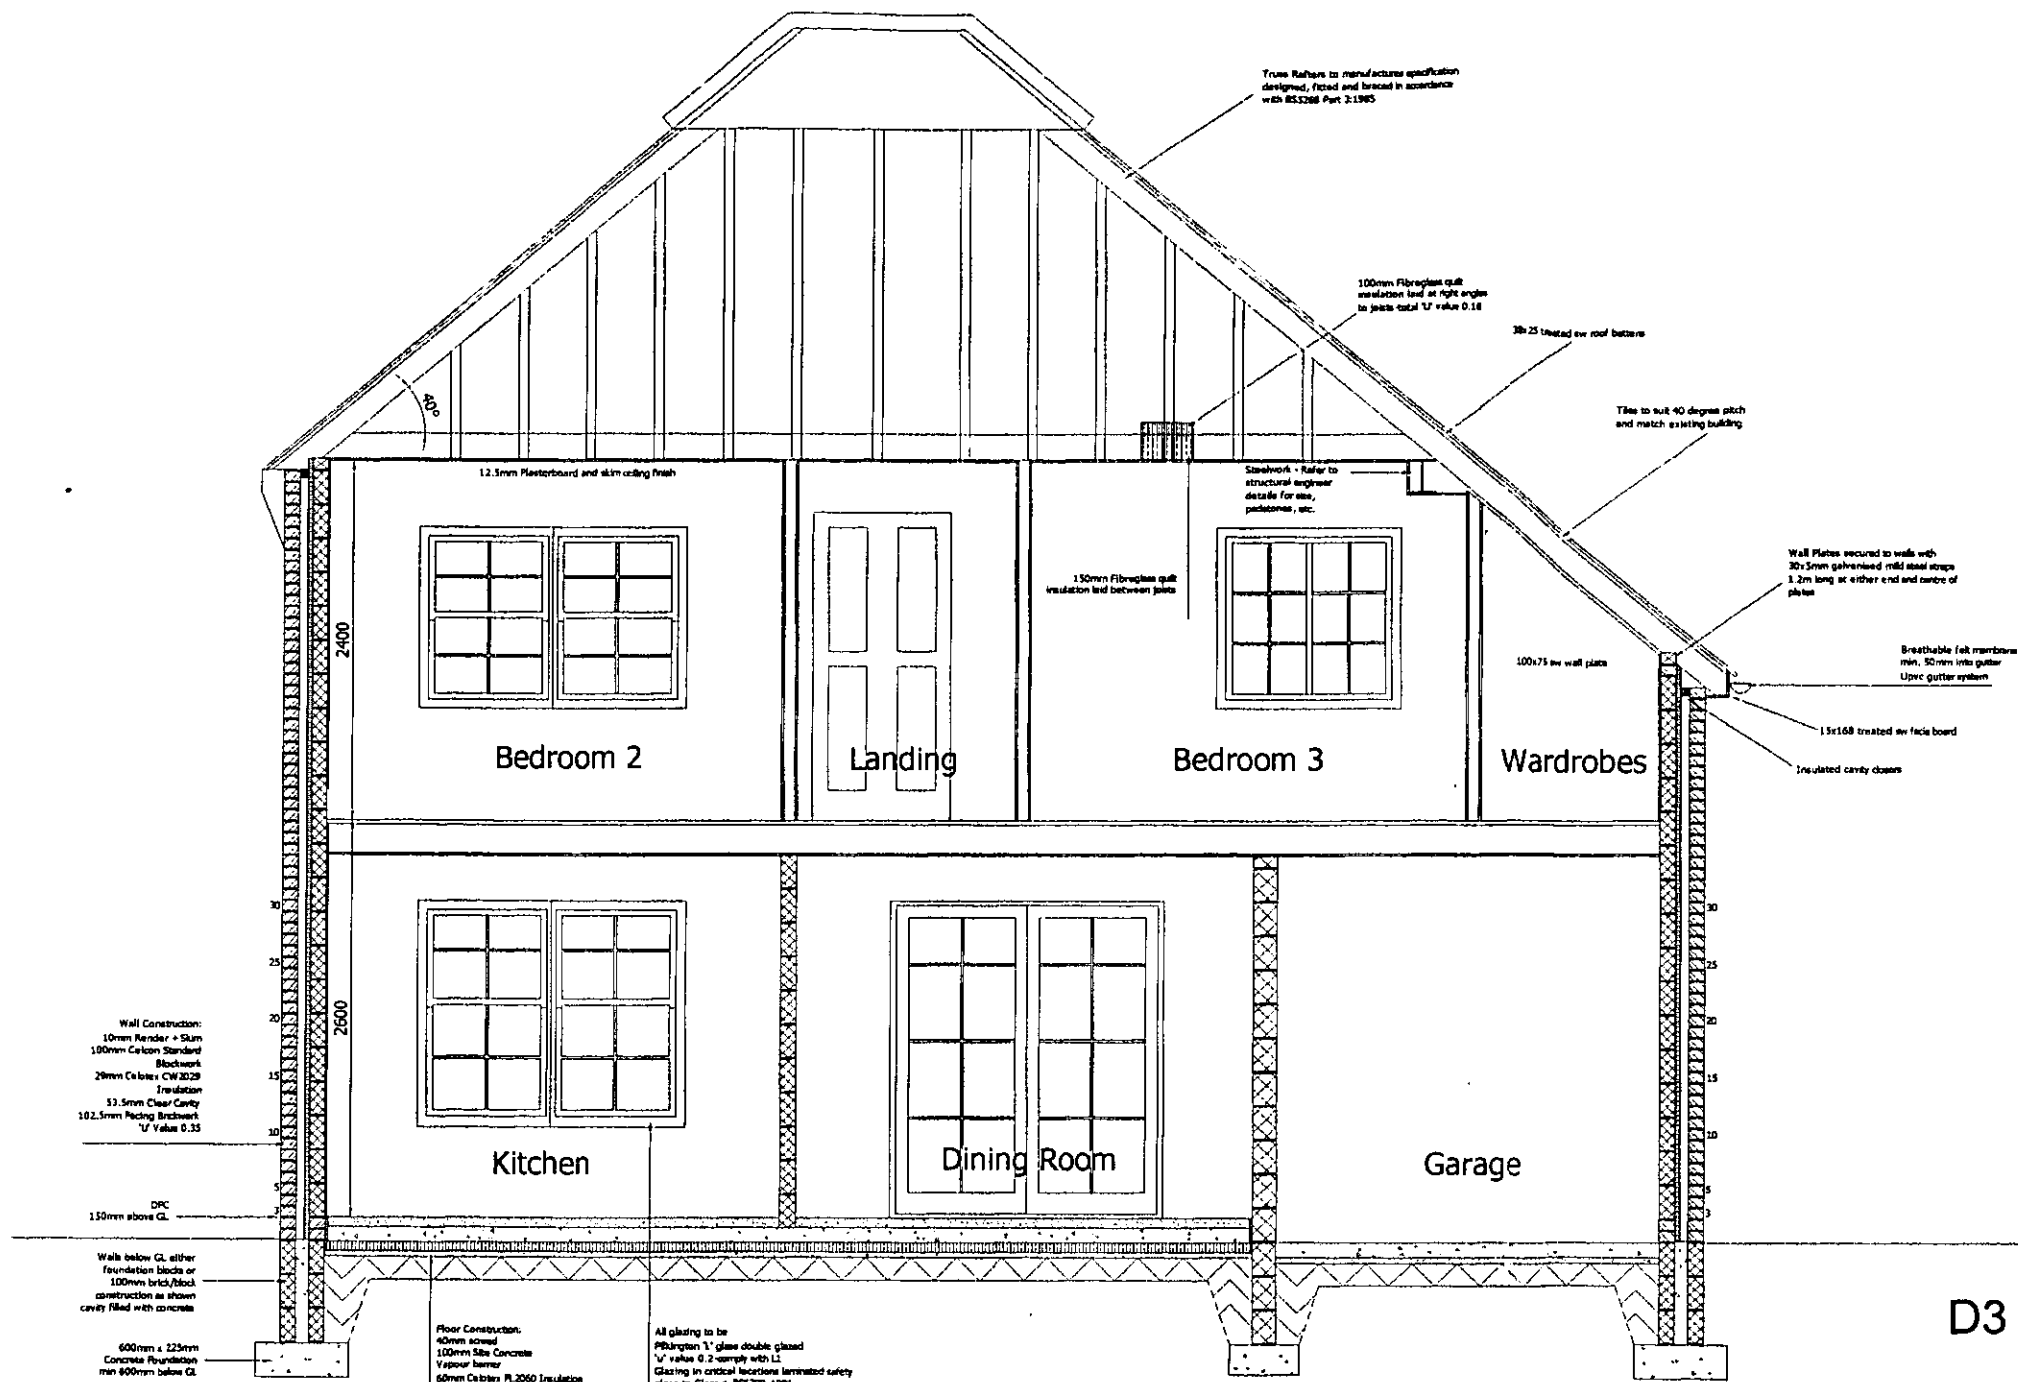 Truss Rafters to manufactures specification
designed, fitted and braced in accordance
with BS5268 Part 3:1985
100mm Fibreglass quilt
insulation laid at right angles
to joists-total 'U' value 0.16
38x25 treated sw roof battens
Tiles to suit 40 degree pitch
and match existing building
40°
12.5mm Plasterboard and skim ceiling finish
Steelwork - Refer to
structural engineer
details for size,
padstones, etc.
Wall Plates secured to walls with
30x5mm galvanised mild steel straps
1.2m long at either end and centre of
plates
150mm Fibreglass quilt
insulation laid between joists
2400
100x75 sw wall plate
Breathable felt membrane
min. 50mm into gutter
Upvc gutter system
15x168 treated sw facia board
Insulated cavity closers
Bedroom 2
Landing
Bedroom 3
Wardrobes
30
25
20
15
10
5
3
30
25
20
15
10
5
3
2600
Wall Construction:
10mm Render + Skim
100mm Celcon Standard
Blockwork
29mm Celotex CW2029
Insulation
53.5mm Clear Cavity
102.5mm Facing Brickwork
'U' Value 0.35
Kitchen
Dining Room
Garage
DPC
150mm above GL
Walls below GL either
foundation blocks or
100mm brick/block
construction as shown
cavity filled with concrete
600mm x 225mm
Concrete Foundation
min 600mm below GL
Floor Construction:
40mm screed
100mm Site Concrete
Vapour barrier
60mm Celotex FL2060 Insulation
All glazing to be
Pilkington 'L' glass double glazed
'u' value 0.2-comply with L1
Glazing in critical locations laminated safety
D3